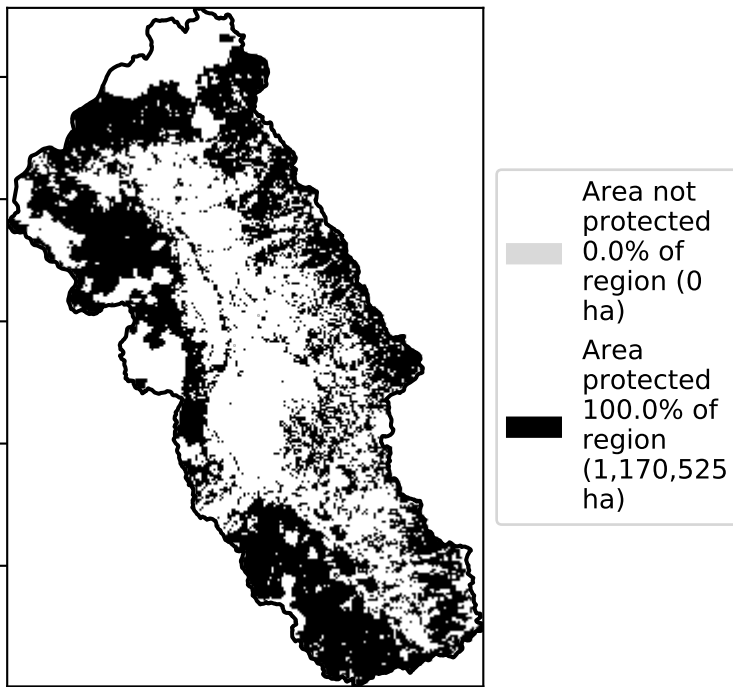 Area not
protected
0.0% of
region (0
ha)
Area
protected
100.0% of
region
(1,170,525
ha)